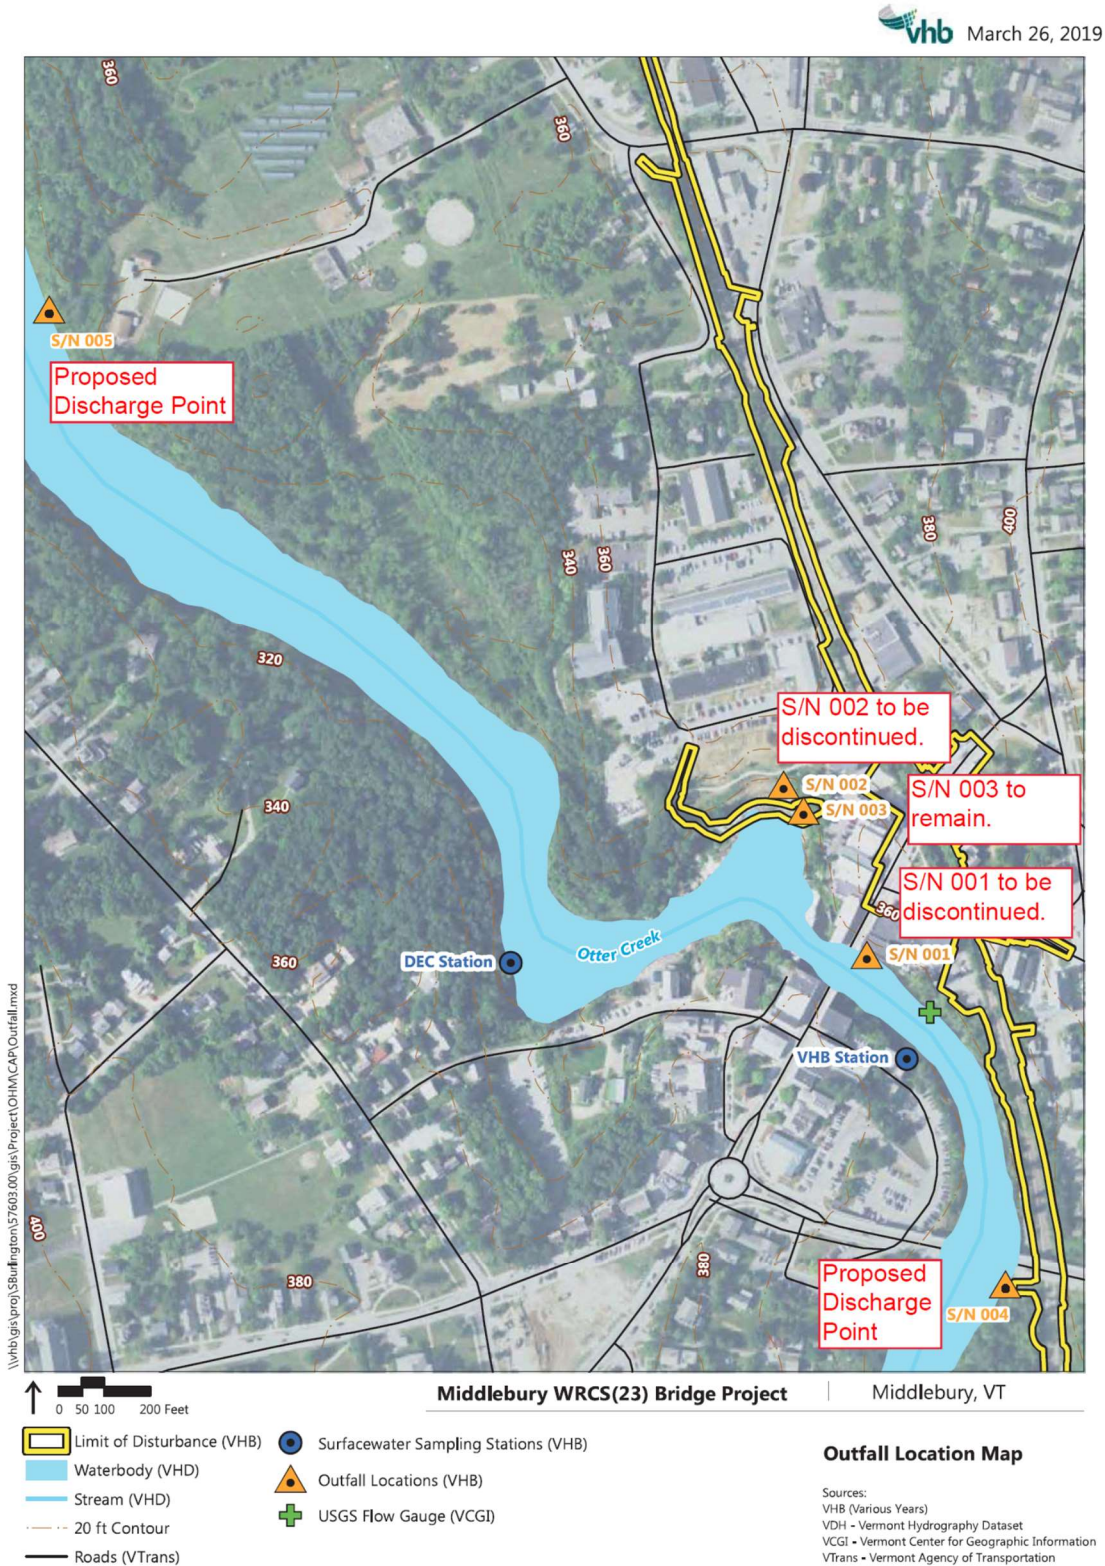 vhb March 26, 2019
360
360
S/N 005
Proposed
Discharge Point
380
400
340
360
320
S/N 002 to be
discontinued.
S/N 002
S/N 003 to
remain.
S/N 003
340
S/N 001 to be
discontinued.
360
Otter Creek
S/N 001
DEC Station
360
VHB Station
400
380
380
Proposed
Discharge
Point
S/N 004
\\vhb\gis\proj\SBurlington\57603.00\gis\Project\OHM\CAP\Outfall.mxd
0 50 100 200 Feet
Middlebury WRCS(23) Bridge Project | Middlebury, VT
Limit of Disturbance (VHB)
Waterbody (VHD)
Stream (VHD)
20 ft Contour
Roads (VTrans)
Surfacewater Sampling Stations (VHB)
Outfall Locations (VHB)
USGS Flow Gauge (VCGI)
Outfall Location Map
Sources:
VHB (Various Years)
VDH - Vermont Hydrography Dataset
VCGI - Vermont Center for Geographic Information
VTrans - Vermont Agency of Transportation